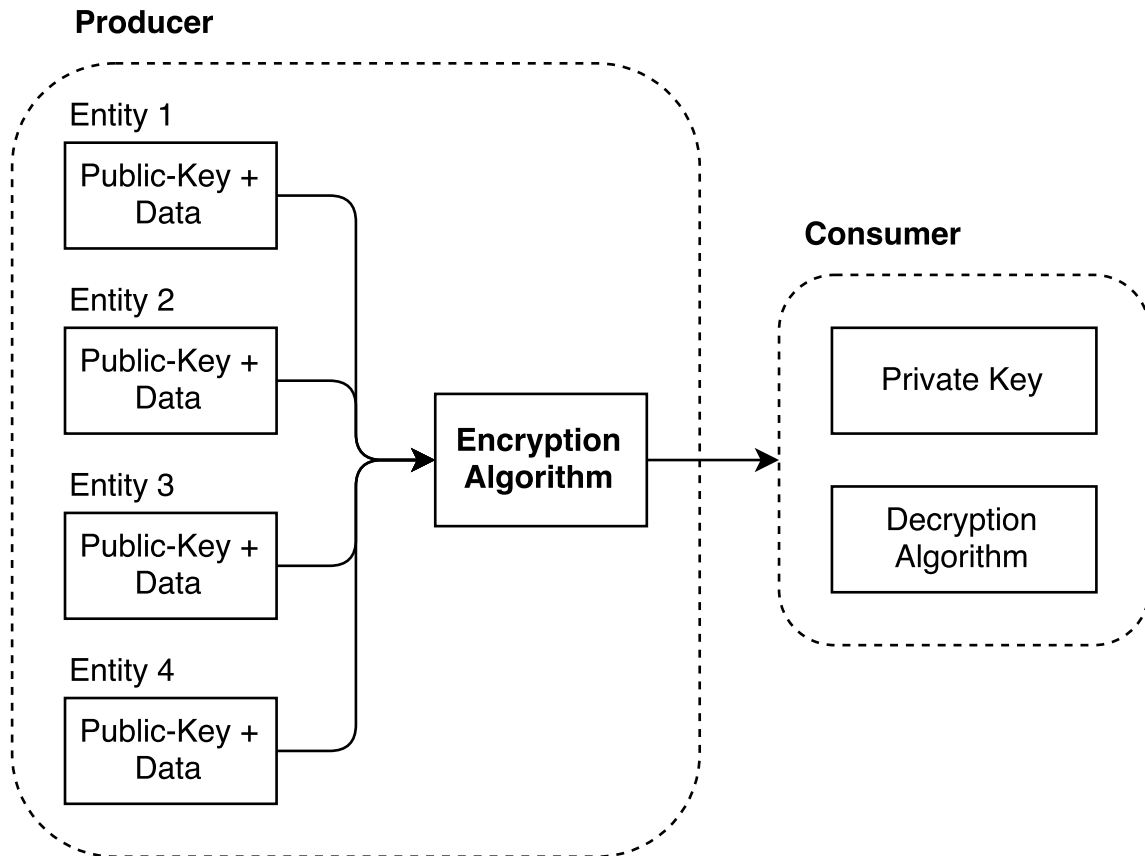 Producer
Entity 1
Public-Key +
Data
Entity 2
Public-Key +
Data
Entity 3
Public-Key +
Data
Entity 4
Public-Key +
Data
Encryption
Algorithm
Consumer
Private Key
Decryption
Algorithm